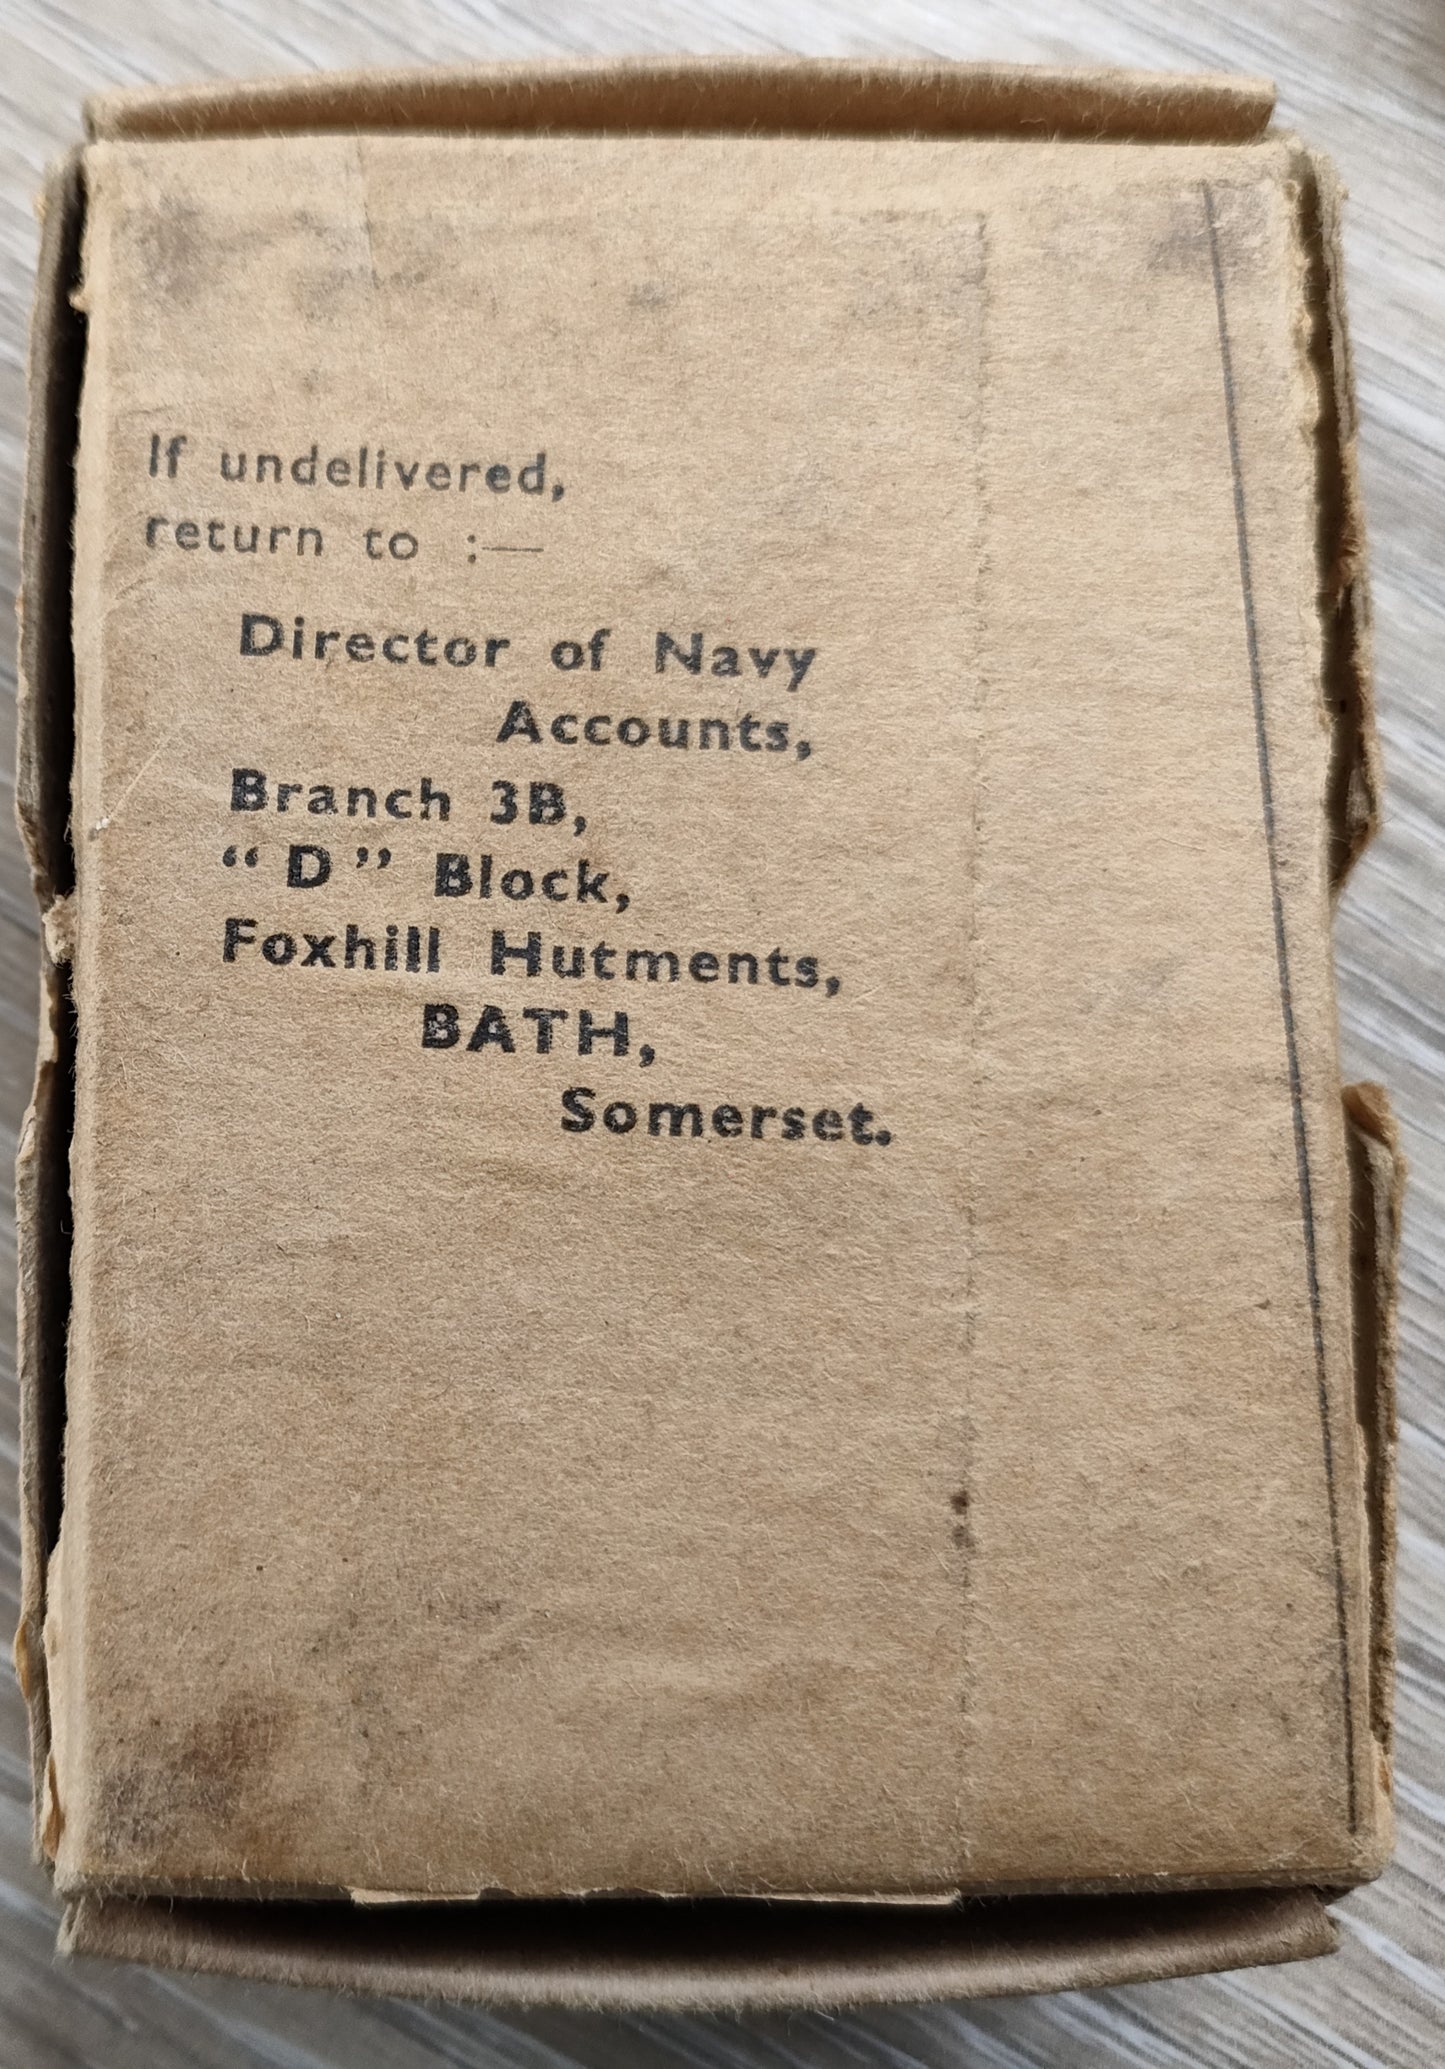 If undelivered,
return to :—
Director of Navy
Accounts,
Branch 3B,
“ D ” Block,
Foxhill Hutments,
BATH,
Somerset.